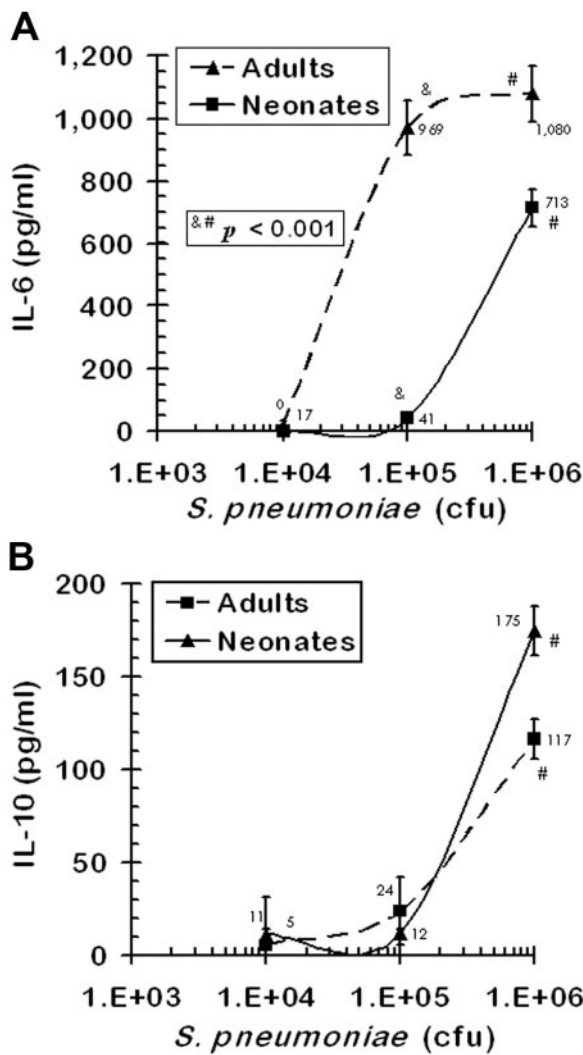 A
1,200
1,000
800
600
400
200
0
IL-6 (pg/ml)
Adults
Neonates
&
969
#
1,080
713
#
&# p < 0.001
0
17
&
41
1.E+03 1.E+04 1.E+05 1.E+06
S. pneumoniae (cfu)
B
200
150
100
50
0
IL-10 (pg/ml)
Adults
Neonates
175
#
117
#
11
5
24
12
1.E+03 1.E+04 1.E+05 1.E+06
S. pneumoniae (cfu)